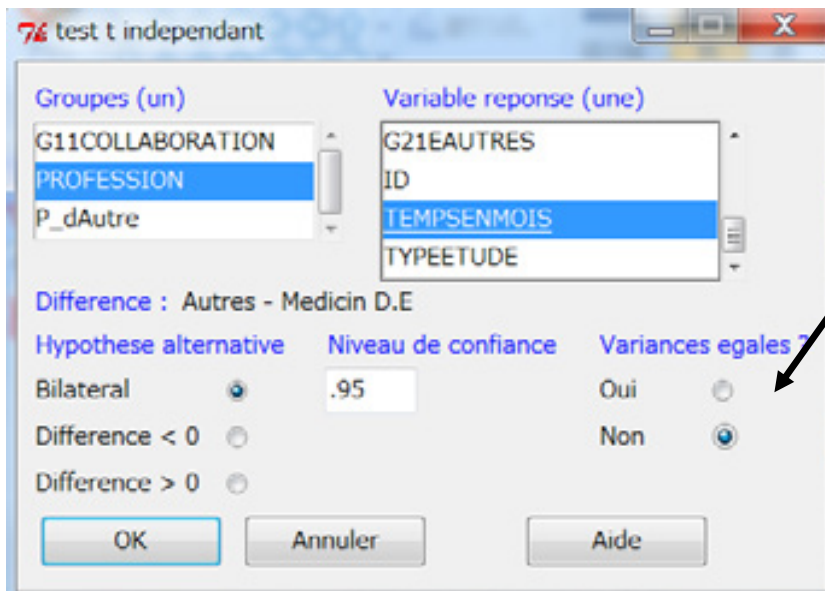 test t independant
Groupes (un) Variable reponse (une)
G11COLLABORATION
PROFESSION
P_dAutre
G21EAUTRES
ID
TEMPSENMOIS
TYPEETUDE
Difference : Autres - Medicin D.E
Hypothese alternative Niveau de confiance Variances egales ?
Bilateral .95 Oui
Difference < 0 Non
Difference > 0
OK Annuler Aide